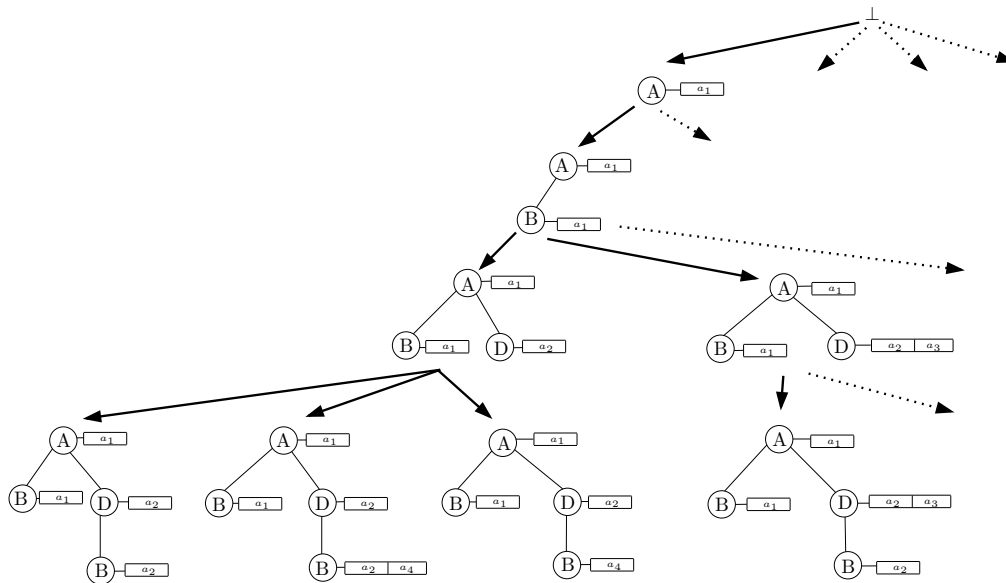 ⊥
A a₁
A a₁
B a₁
A a₁ A a₁
B a₁ D a₂ B a₁ D a₂ a₃
A a₁ A a₁ A a₁ A a₁
B a₁ D a₂ B a₁ D a₂ B a₁ D a₂ B a₁ D a₂ a₃
B a₂ B a₂ a₄ B a₄ B a₂